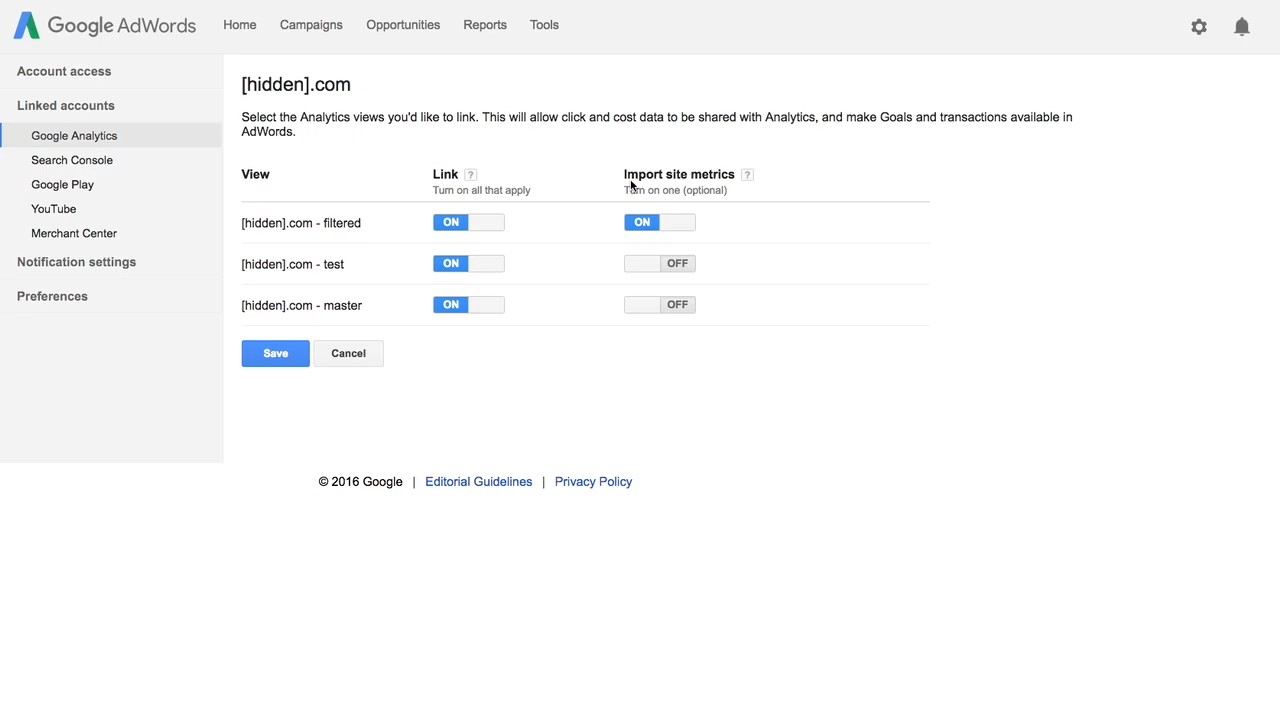 Google AdWords Home Campaigns Opportunities Reports Tools
Account access
Linked accounts
Google Analytics
Search Console
Google Play
YouTube
Merchant Center
Notification settings
Preferences
[hidden].com
Select the Analytics views you'd like to link. This will allow click and cost data to be shared with Analytics, and make Goals and transactions available in
AdWords.
View Link ? Import site metrics ?
Turn on all that apply Turn on one (optional)
[hidden].com - filtered ON ON
[hidden].com - test ON OFF
[hidden].com - master ON OFF
Save Cancel
© 2016 Google | Editorial Guidelines | Privacy Policy